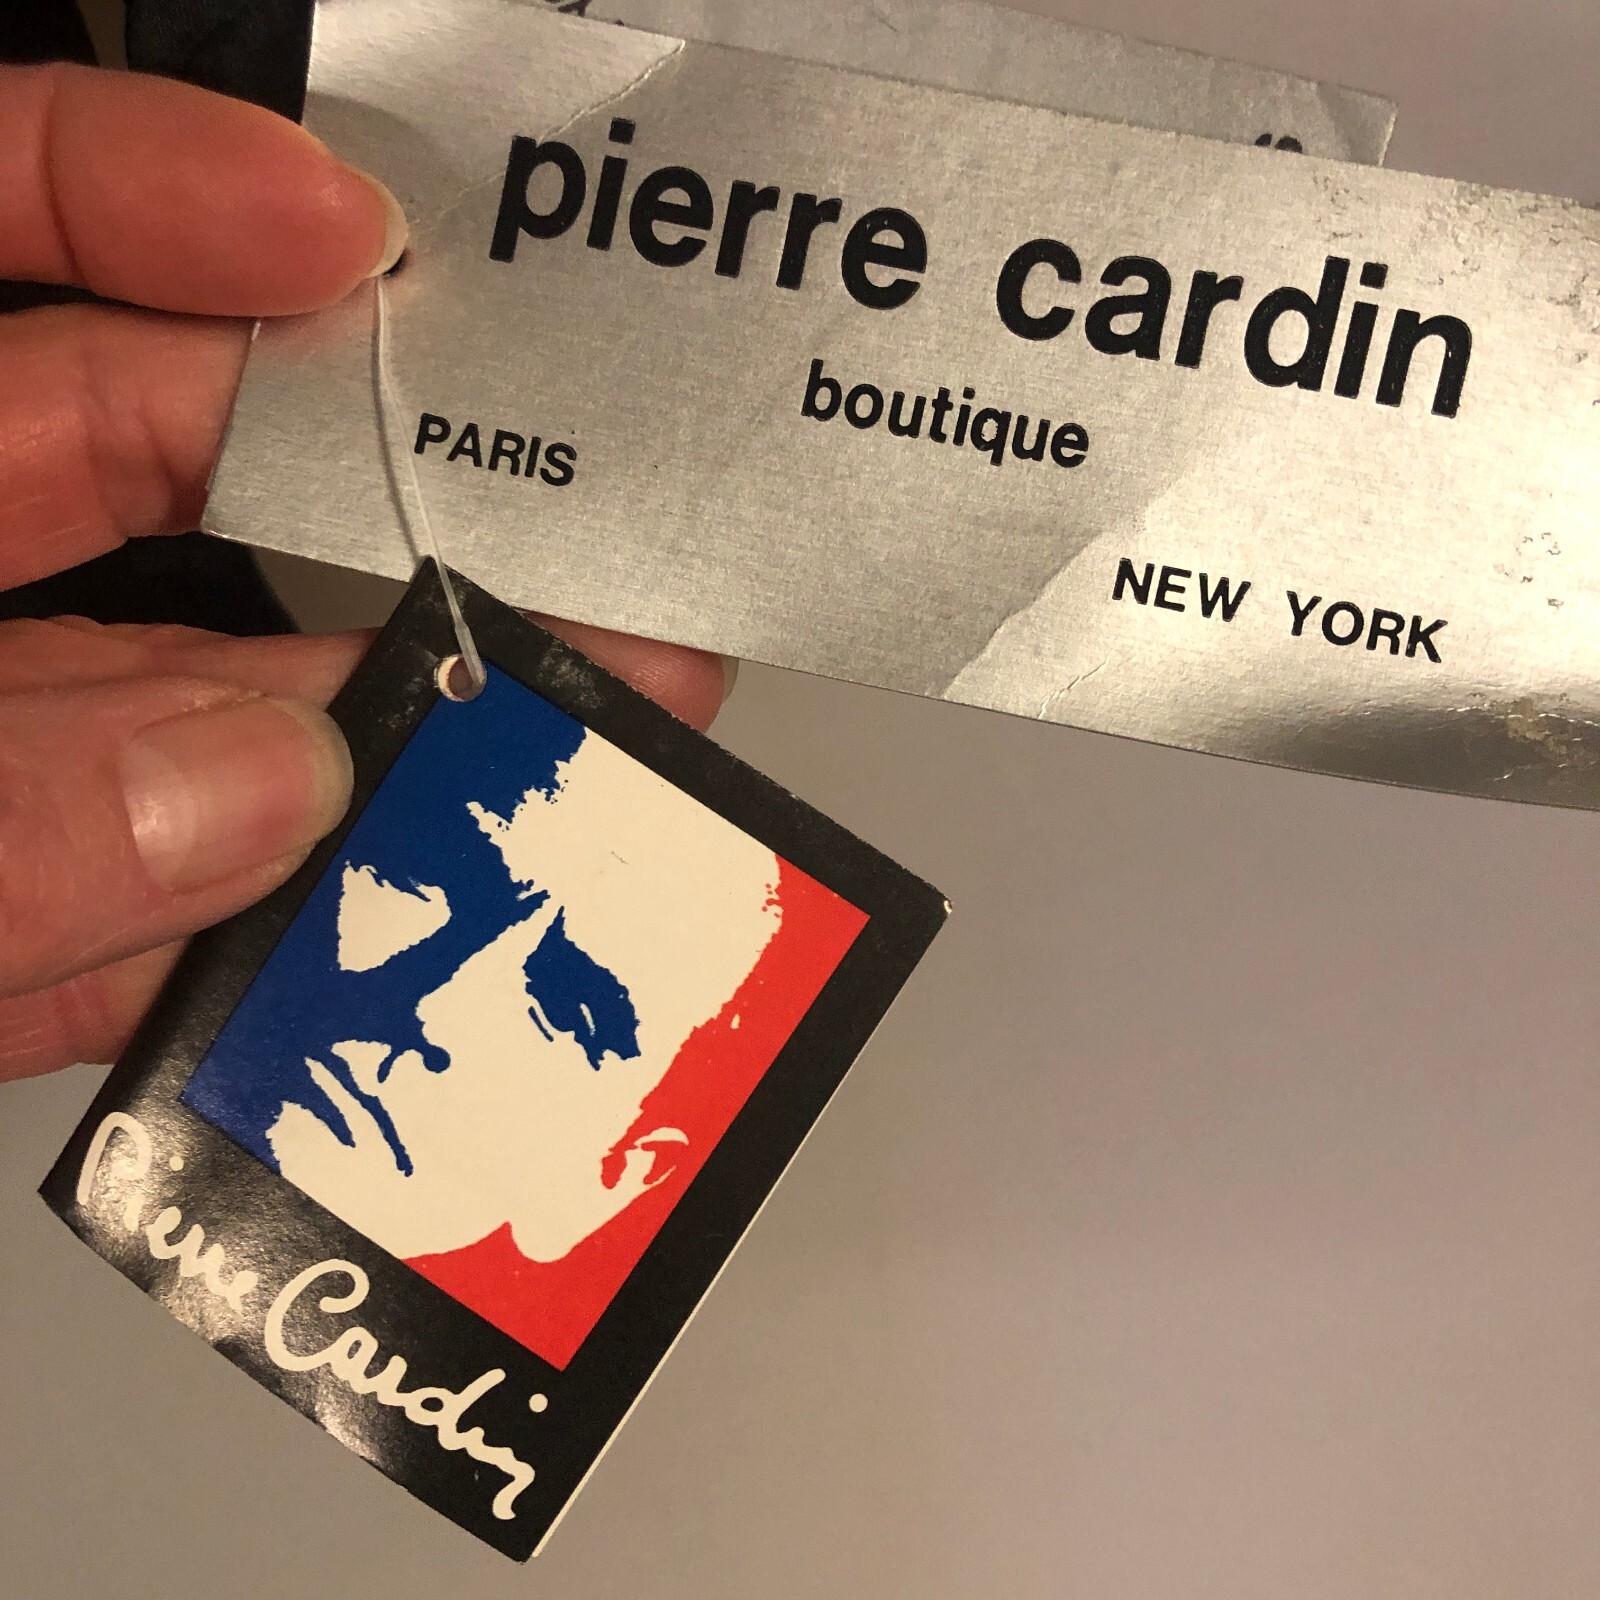 pierre cardin
boutique
PARIS
NEW YORK
Pierre Cardin